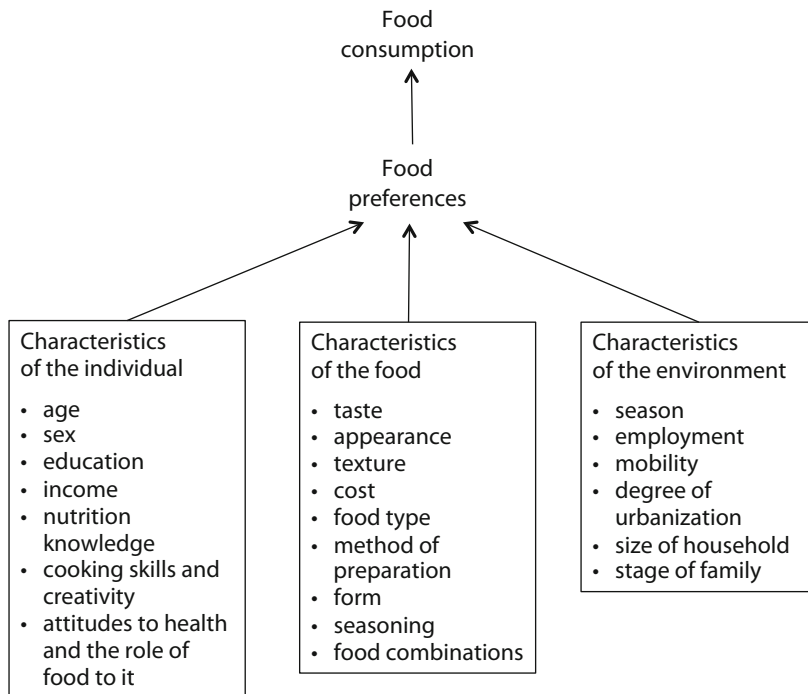 Food
consumption
Food
preferences
Characteristics
of the individual
• age
• sex
• education
• income
• nutrition
knowledge
• cooking skills and
creativity
• attitudes to health
and the role of
food to it
Characteristics
of the food
• taste
• appearance
• texture
• cost
• food type
• method of
preparation
• form
• seasoning
• food combinations
Characteristics
of the environment
• season
• employment
• mobility
• degree of
urbanization
• size of household
• stage of family